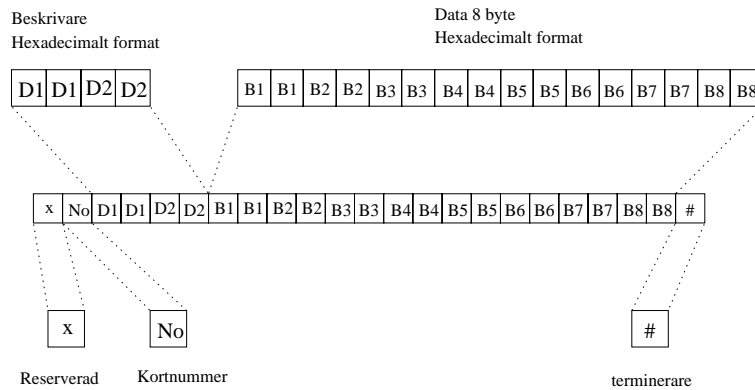 Beskrivare
Hexadecimalt format
Data 8 byte
Hexadecimalt format
D1 D1 D2 D2
B1 B1 B2 B2 B3 B3 B4 B4 B5 B5 B6 B6 B7 B7 B8 B8
x No D1 D1 D2 D2 B1 B1 B2 B2 B3 B3 B4 B4 B5 B5 B6 B6 B7 B7 B8 B8 #
x
No
#
Reserverad
Kortnummer
terminerare